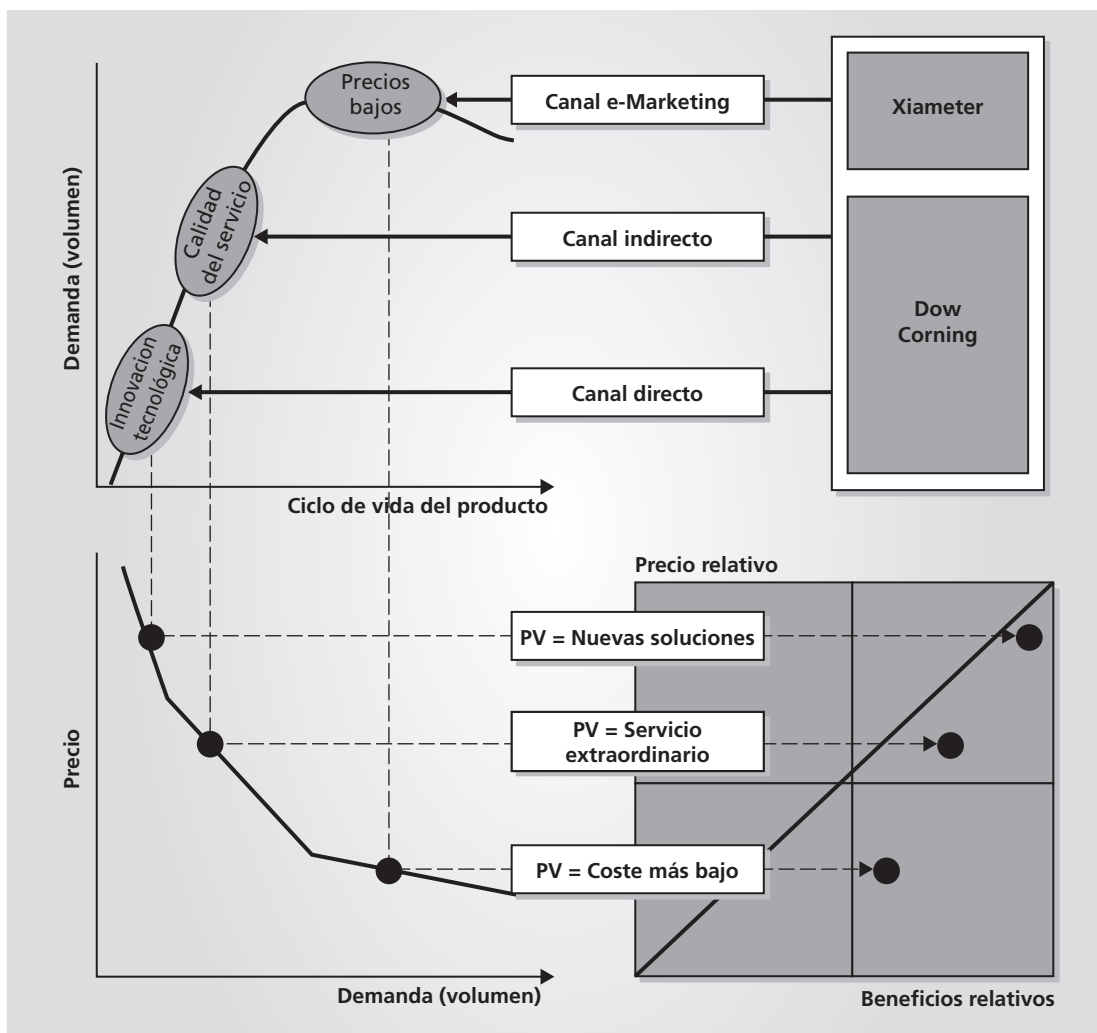 Precios
bajos
Canal e-Marketing
Xiameter
Demanda (volumen)
Calidad
del servicio
Canal indirecto
Dow
Corning
Innovacion
tecnológica
Canal directo
Ciclo de vida del producto
Precio relativo
PV = Nuevas soluciones
Precio
PV = Servicio
extraordinario
PV = Coste más bajo
Demanda (volumen)
Beneficios relativos